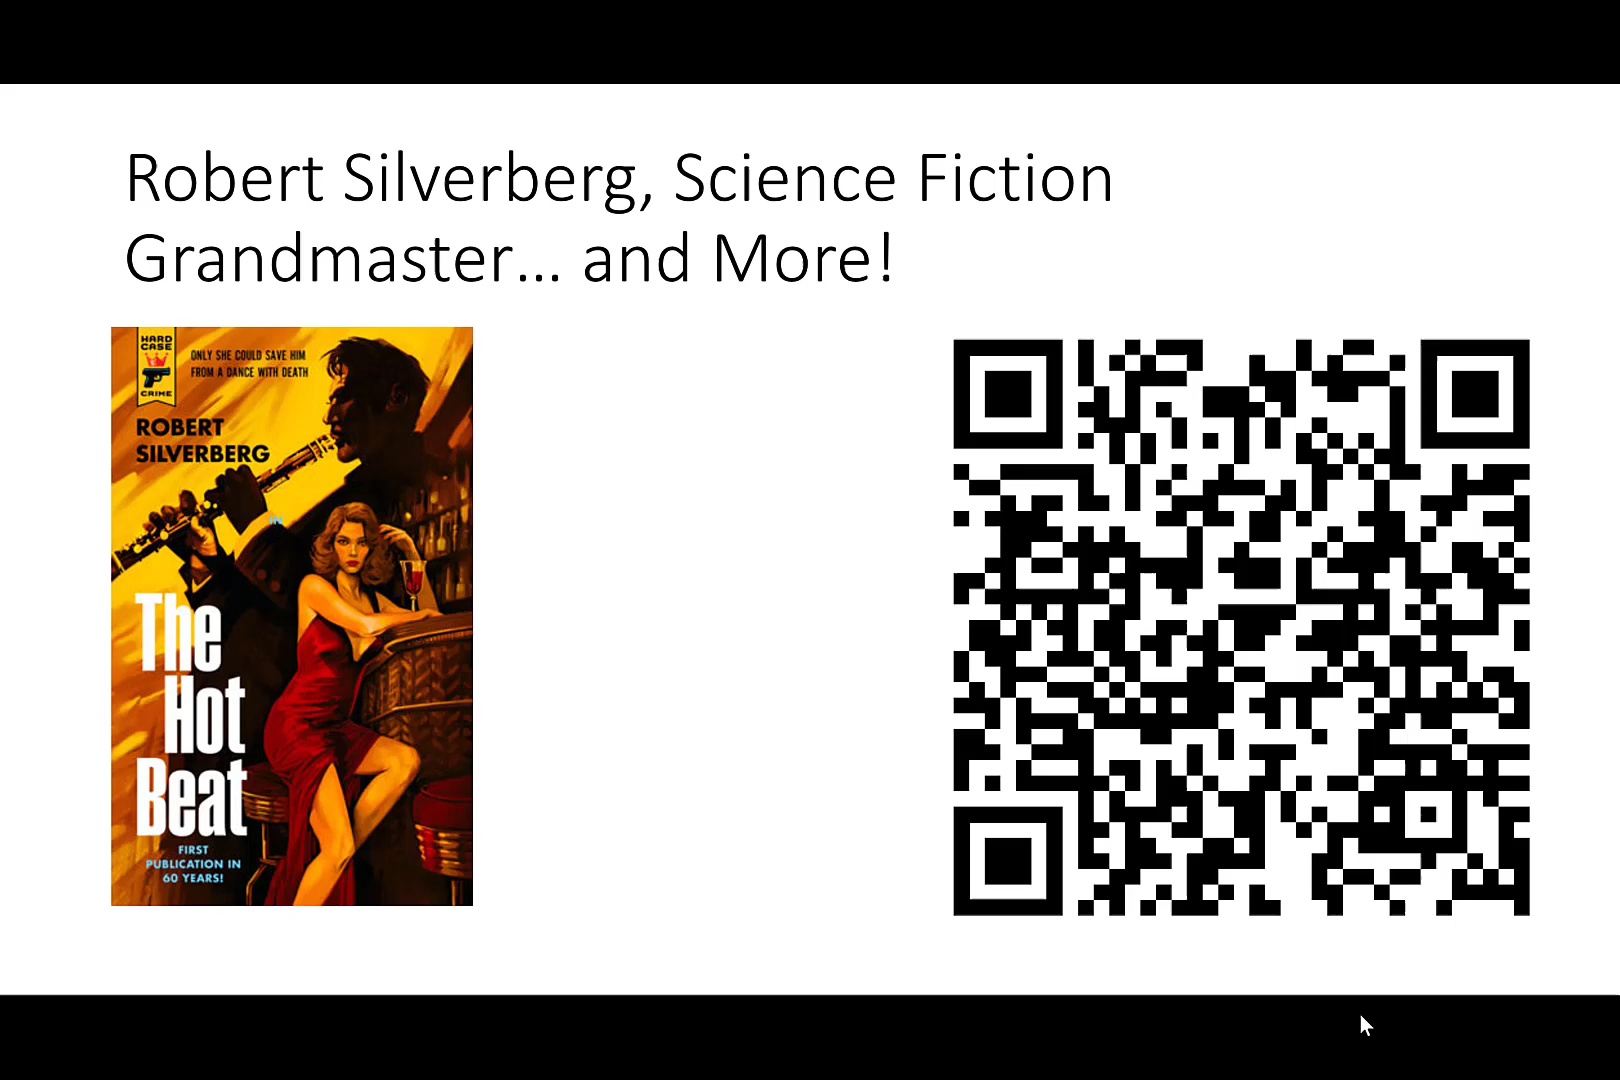 Robert Silverberg, Science Fiction
Grandmaster... and More!
HARD
CASE
CRIME
ONLY SHE COULD SAVE HIM
FROM A DANCE WITH DEATH
ROBERT
SILVERBERG
IN
The
Hot
Beat
FIRST
PUBLICATION IN
60 YEARS!